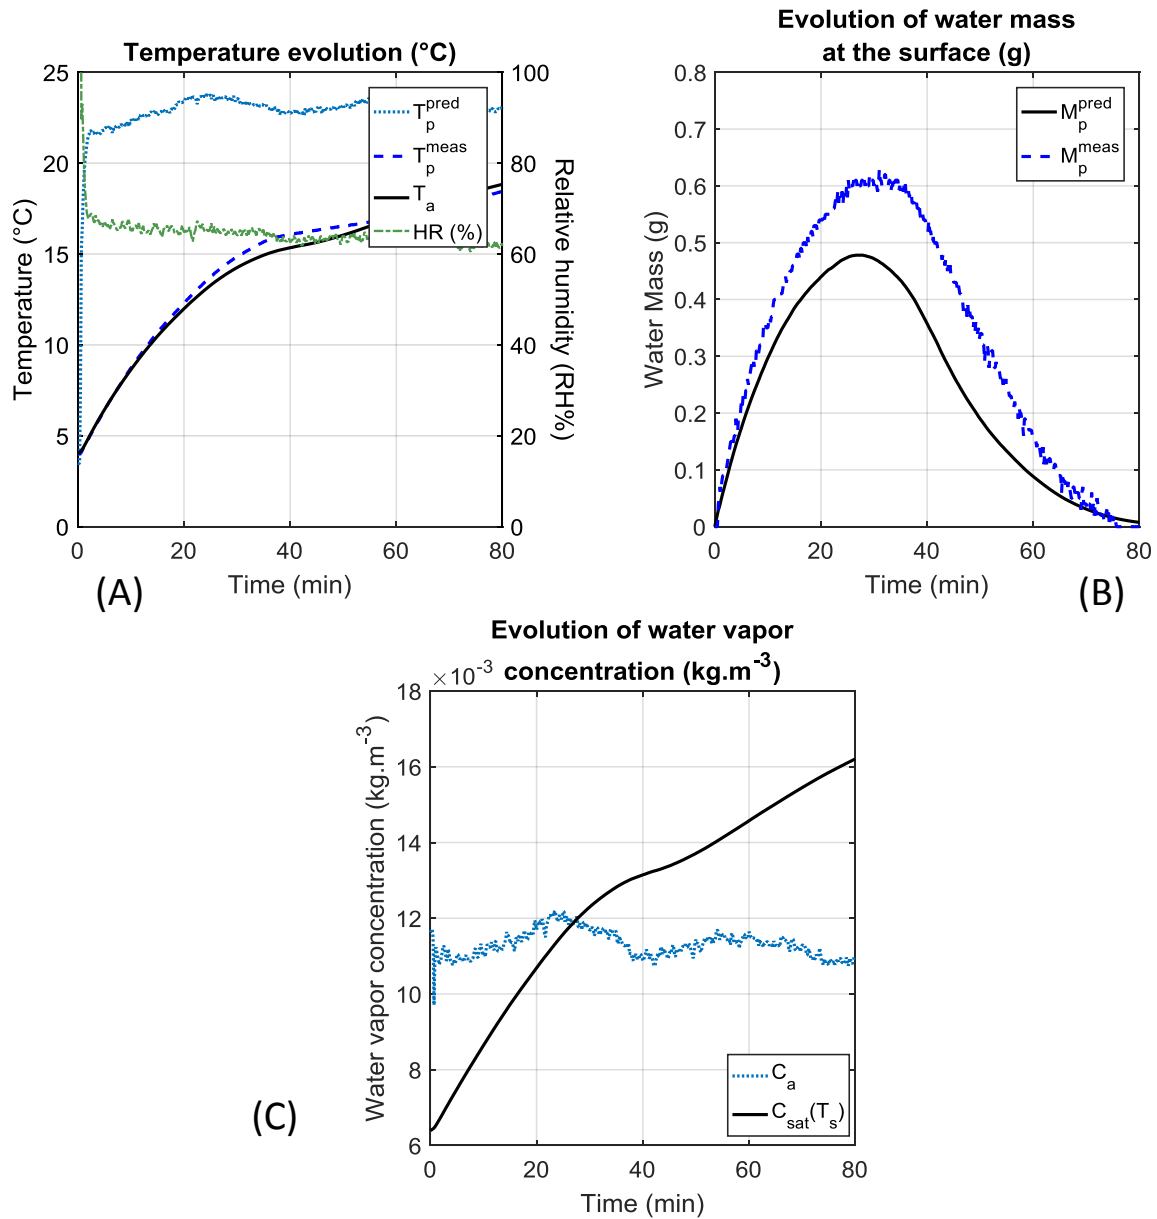 Temperature evolution (°C)
25
20
15
10
5
0
Temperature (°C)
100
80
60
40
20
0
Relative humidity (RH%)
T_p^pred
T_p^meas
T_a
HR (%)
0 20 40 60 80
Time (min)
(A)
Evolution of water mass
at the surface (g)
0.8
0.7
0.6
0.5
0.4
0.3
0.2
0.1
0
Water Mass (g)
M_p^pred
M_p^meas
0 20 40 60 80
Time (min)
(B)
Evolution of water vapor
concentration (kg.m^-3)
×10^-3
18
16
14
12
10
8
6
Water vapor concentration (kg.m^-3)
C_a
C_sat(T_s)
0 20 40 60 80
Time (min)
(C)